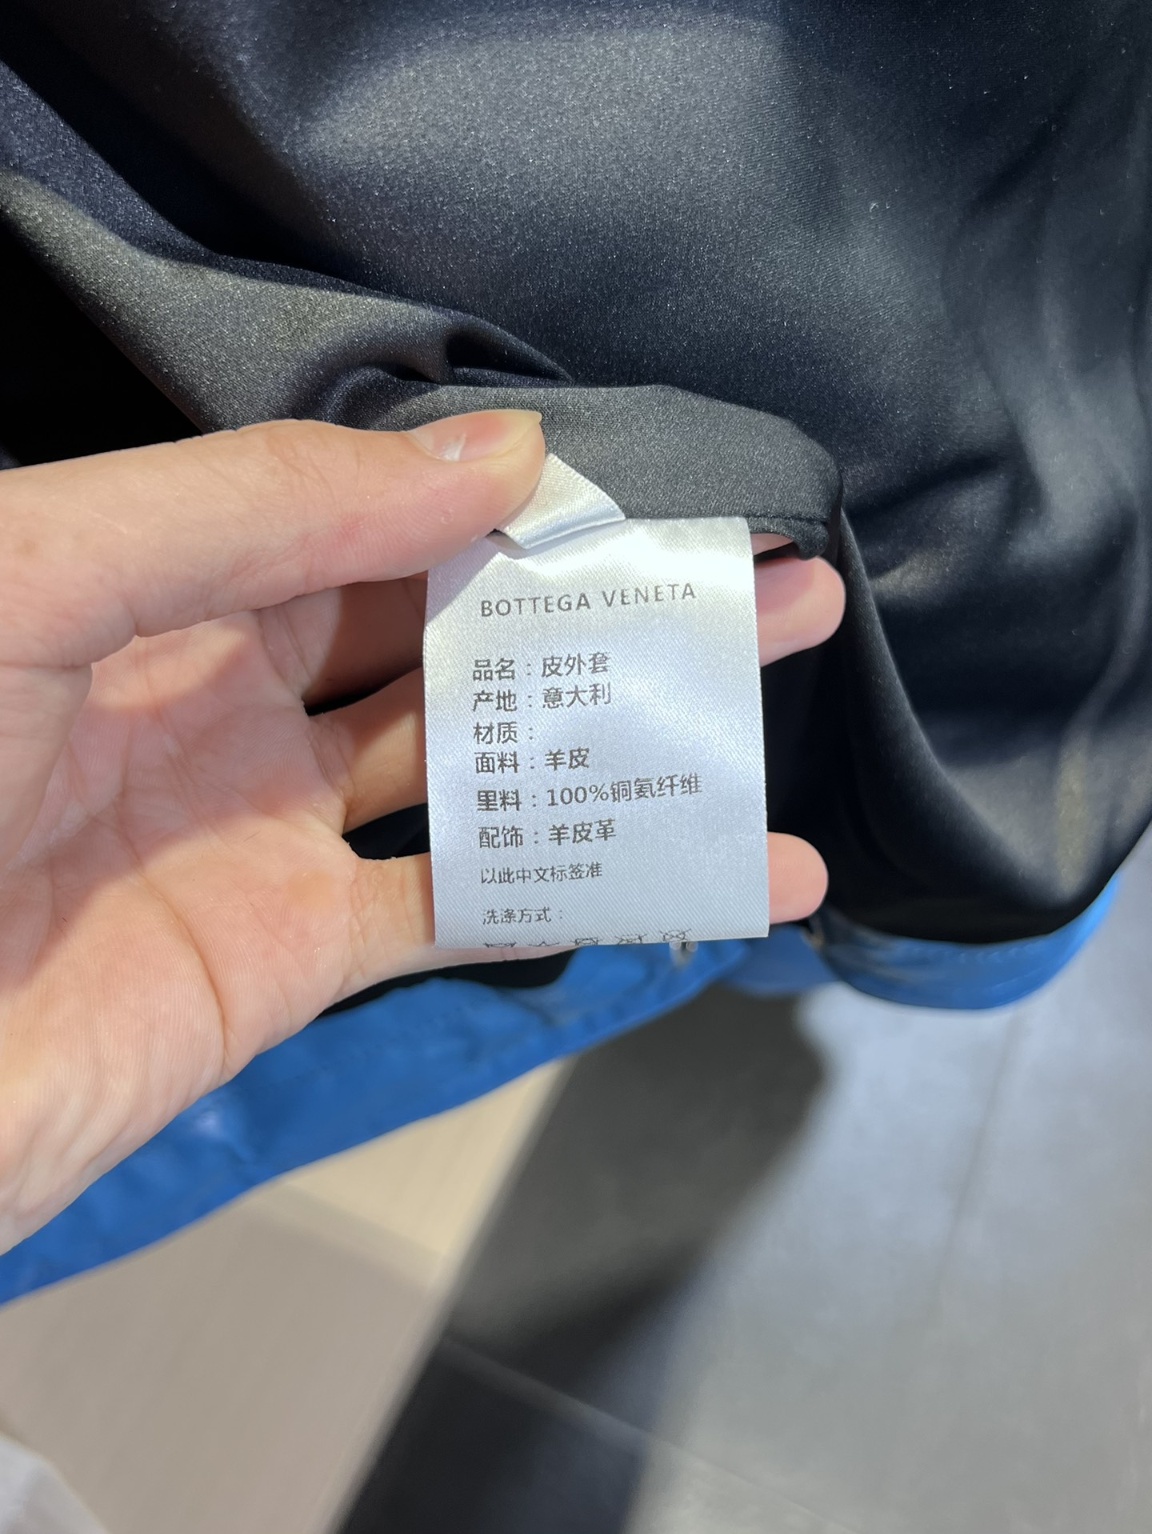 BOTTEGA VENETA
品名：皮外套
产地：意大利
材质：
面料：羊皮
里料：100%铜氨纤维
配饰：羊皮革
以此中文标签准
洗涤方式：